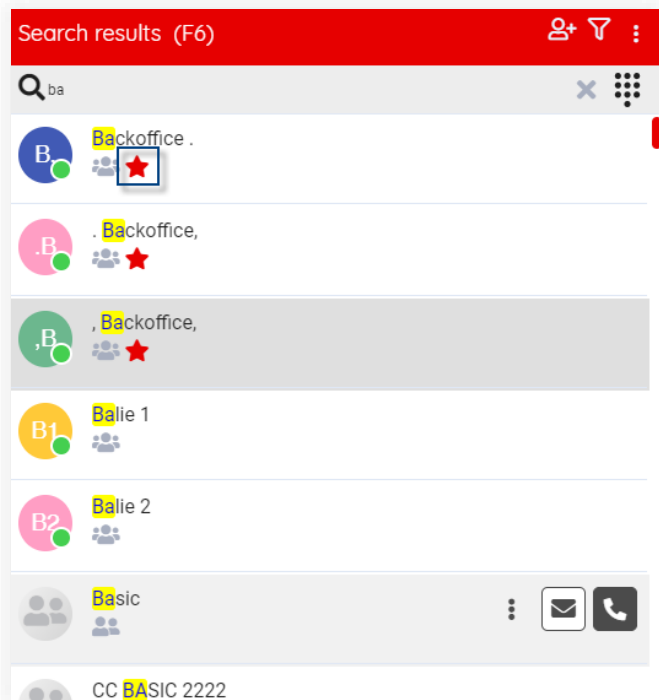 Search results (F6)
ba
B.
Backoffice .
.B
. Backoffice,
,B
, Backoffice,
B1
Balie 1
B2
Balie 2
Basic
CC BASIC 2222